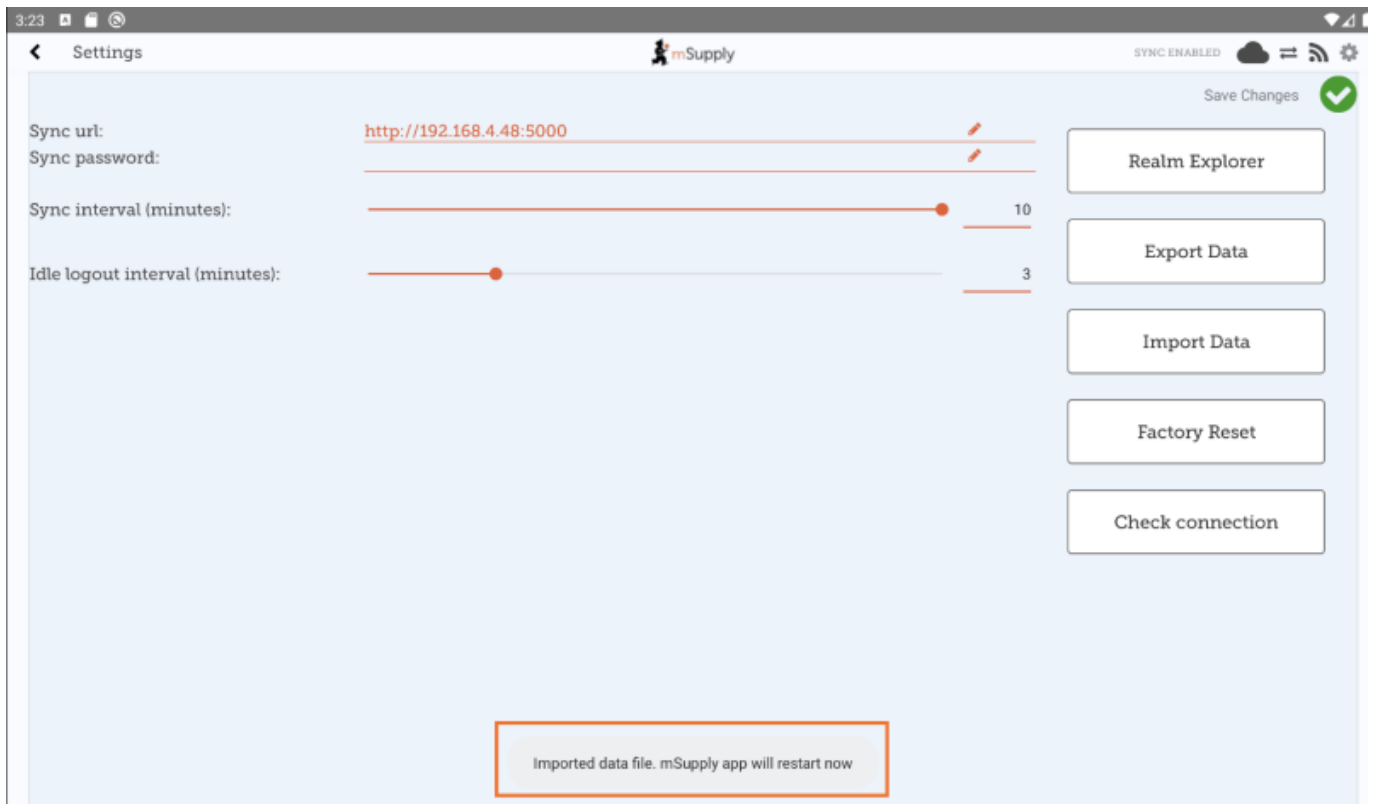 3:23
Settings
mSupply
SYNC ENABLED
Save Changes
Sync url: http://192.168.4.48:5000
Sync password:
Sync interval (minutes): 10
Idle logout interval (minutes): 3
Realm Explorer
Export Data
Import Data
Factory Reset
Check connection
Imported data file. mSupply app will restart now